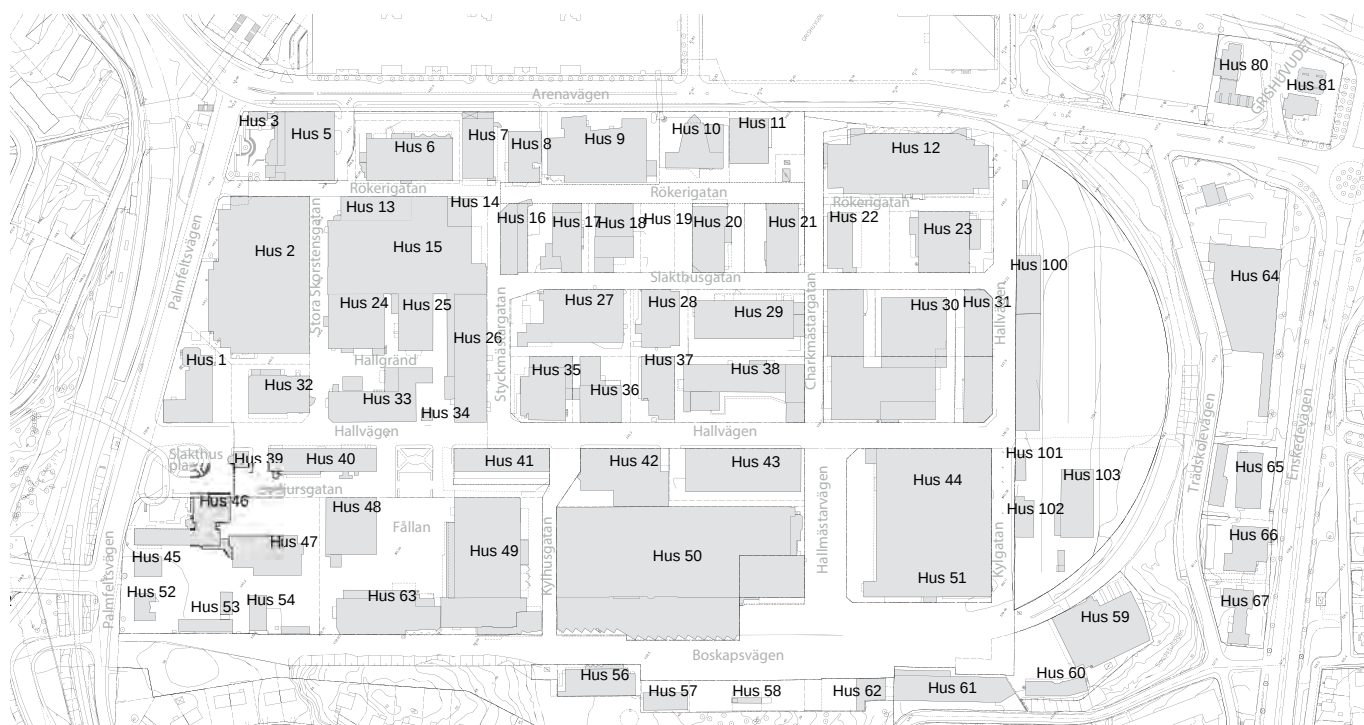 GRISHUVUDET
Hus 80
Hus 81
Arenavägen
Hus 3
Hus 5
Hus 6
Hus 7
Hus 8
Hus 9
Hus 10
Hus 11
Hus 12
Rökerigatan
Rökerigatan
Rökerigatan
Palmfeltsvägen
Hus 2
Stora Skorstensgatan
Hus 13
Hus 14
Hus 15
Hus 16
Hus 17
Hus 18
Hus 19
Hus 20
Hus 21
Hus 22
Hus 23
Hus 100
Hus 64
Slakthusgatan
Hus 24
Hus 25
Hus 26
Styckmästargatan
Hus 27
Hus 28
Hus 29
Charkmästargatan
Hus 30
Hus 31
Hallvägen
Hus 1
Hus 32
Hallgränd
Hus 33
Hus 34
Hus 35
Hus 36
Hus 37
Hus 38
Hallvägen
Hallvägen
Trädskolevägen
Enskedevägen
Slakthus
Hus 39
Hus 40
Hus 41
Hus 42
Hus 43
Hus 44
Hus 101
Hus 103
Hus 65
Hus 46
Hus 48
Fållan
Hus 49
Kylhusgatan
Hus 50
Hallmästarvägen
Hus 51
Kylgatan
Hus 102
Hus 66
Hus 47
Hus 45
Palmfeltsvägen
Hus 52
Hus 53
Hus 54
Hus 63
Hus 59
Hus 67
Boskapsvägen
Hus 56
Hus 57
Hus 58
Hus 62
Hus 61
Hus 60